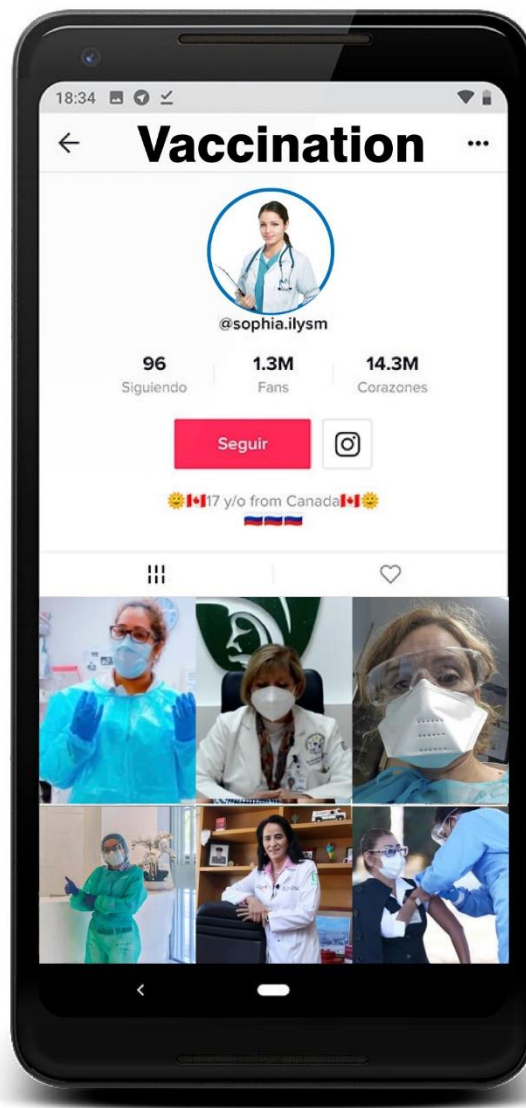 18:34
Vaccination
@sophia.ilysm
96 1.3M 14.3M
Siguiendo Fans Corazones
Seguir
🌞🇨🇦17 y/o from Canada🇨🇦🌞
🇷🇺🇷🇺🇷🇺